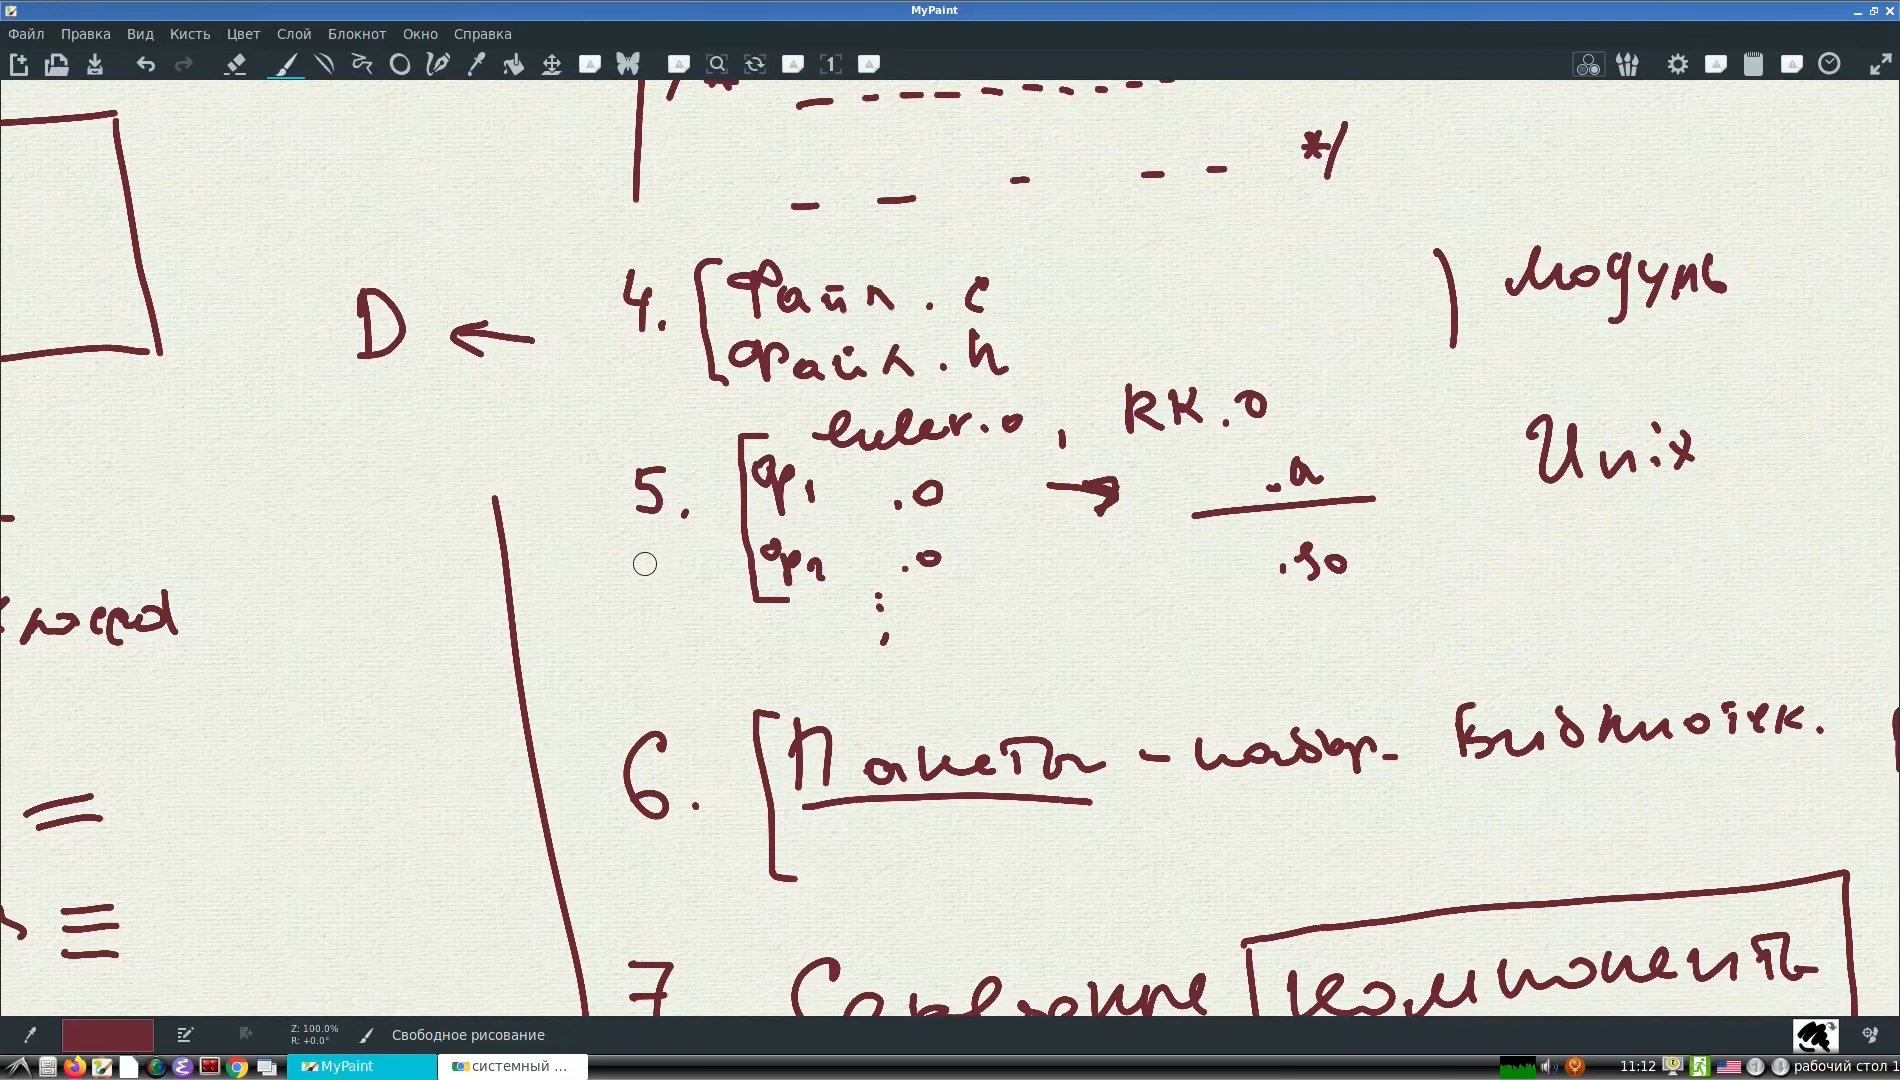 MyPaint
Файл Правка Вид Кисть Цвет Слой Блокнот Окно Справка
*/
4. Файл . c ) модуль
D ← Файл . h
euler.o , RK.o
5. ф1 .o → .a Unix
ф2 .o .so
6. Пакеты - набор библиотек.
7 компоненты
Z: 100.0%
R: +0.0°
Свободное рисование
MyPaint системный ... 11:12 рабочий стол 1